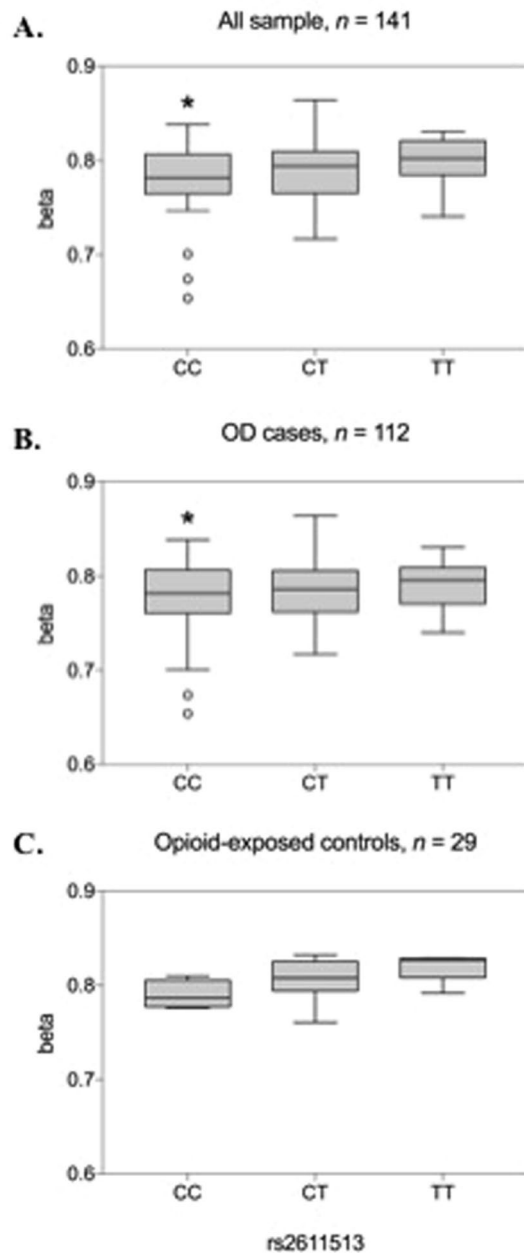 A.
All sample, n = 141
*
0.9
0.8
0.7
0.6
beta
CC CT TT
B.
OD cases, n = 112
*
0.9
0.8
0.7
0.6
beta
CC CT TT
C.
Opioid-exposed controls, n = 29
0.9
0.8
0.7
0.6
beta
CC CT TT
rs2611513